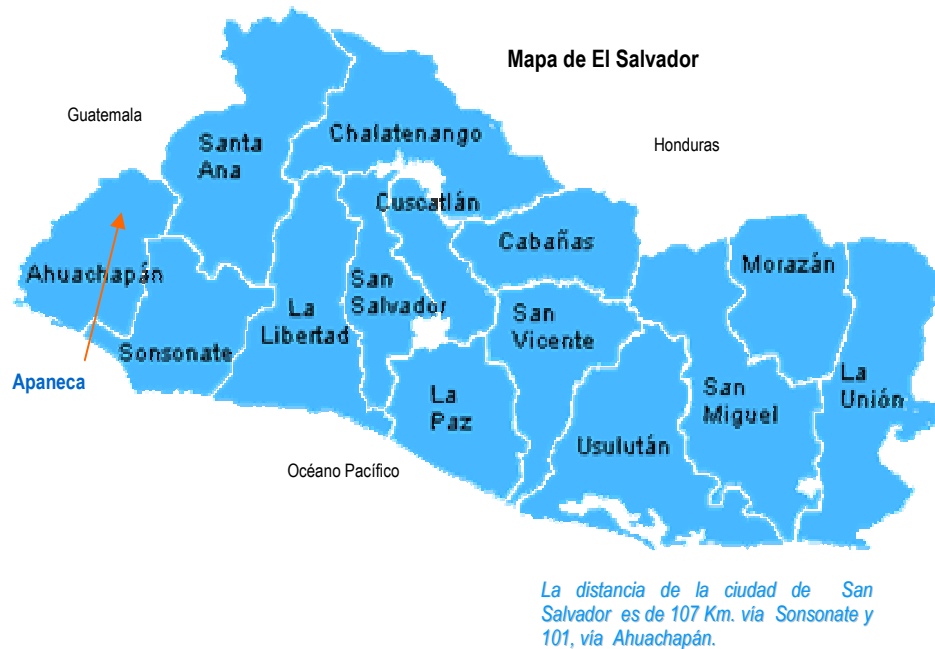 Mapa de El Salvador
Guatemala
Honduras
Santa
Ana
Chalatenango
Cuscatlán
Cabañas
Ahuachapán
San
Salvador
La
Libertad
Sonsonate
San
Vicente
Morazán
Apaneca
La
Paz
San
Miguel
La
Unión
Usulután
Océano Pacífico
La distancia de la ciudad de San
Salvador es de 107 Km. vía Sonsonate y
101, vía Ahuachapán.